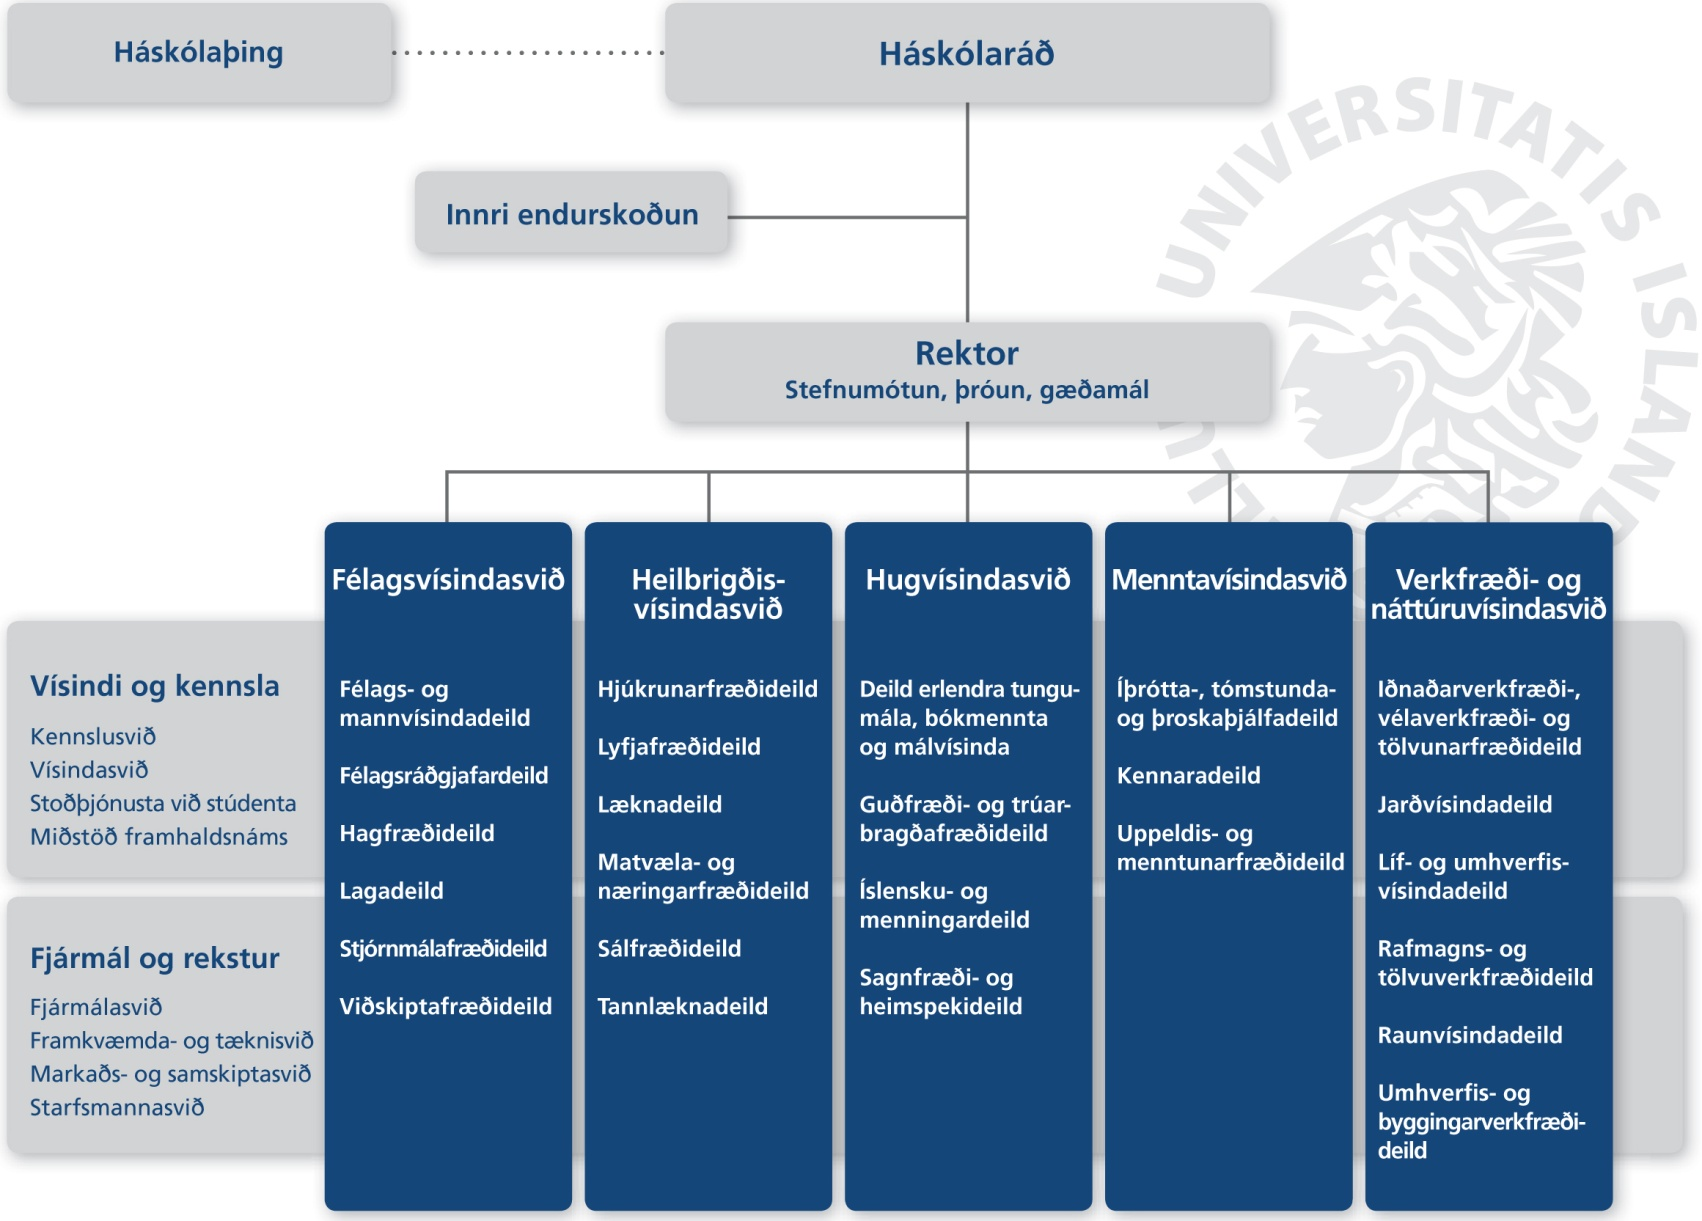 Háskólaþing
Háskólaráð
Innri endurskoðun
Rektor
Stefnumótun, þróun, gæðamál
UNIVERSITATIS ISLAND
Félagsvísindasvið
Félags- og
mannvísindadeild
Félagsráðgjafardeild
Hagfræðideild
Lagadeild
Stjórnmálafræðideild
Viðskiptafræðideild
Heilbrigðis-
vísindasvið
Hjúkrunarfræðideild
Lyfjafræðideild
Læknadeild
Matvæla- og
næringarfræðideild
Sálfræðideild
Tannlæknadeild
Hugvísindasvið
Deild erlendra tungu-
mála, bókmennta
og málvísinda
Guðfræði- og trúar-
bragðafræðideild
Íslensku- og
menningardeild
Sagnfræði- og
heimspekideild
Menntavísindasvið
Íþrótta-, tómstunda-
og þroskaþjálfadeild
Kennaradeild
Uppeldis- og
menntunarfræðideild
Verkfræði- og
náttúruvísindasvið
Iðnaðarverkfræði-,
vélaverkfræði- og
tölvunarfræðideild
Jarðvísindadeild
Líf- og umhverfis-
vísindadeild
Rafmagns- og
tölvuverkfræðideild
Raunvísindadeild
Umhverfis- og
byggingarverkfræði-
deild
Vísindi og kennsla
Kennslusvið
Vísindasvið
Stoðþjónusta við stúdenta
Miðstöð framhaldsnáms
Fjármál og rekstur
Fjármálasvið
Framkvæmda- og tæknisvið
Markaðs- og samskiptasvið
Starfsmannasvið